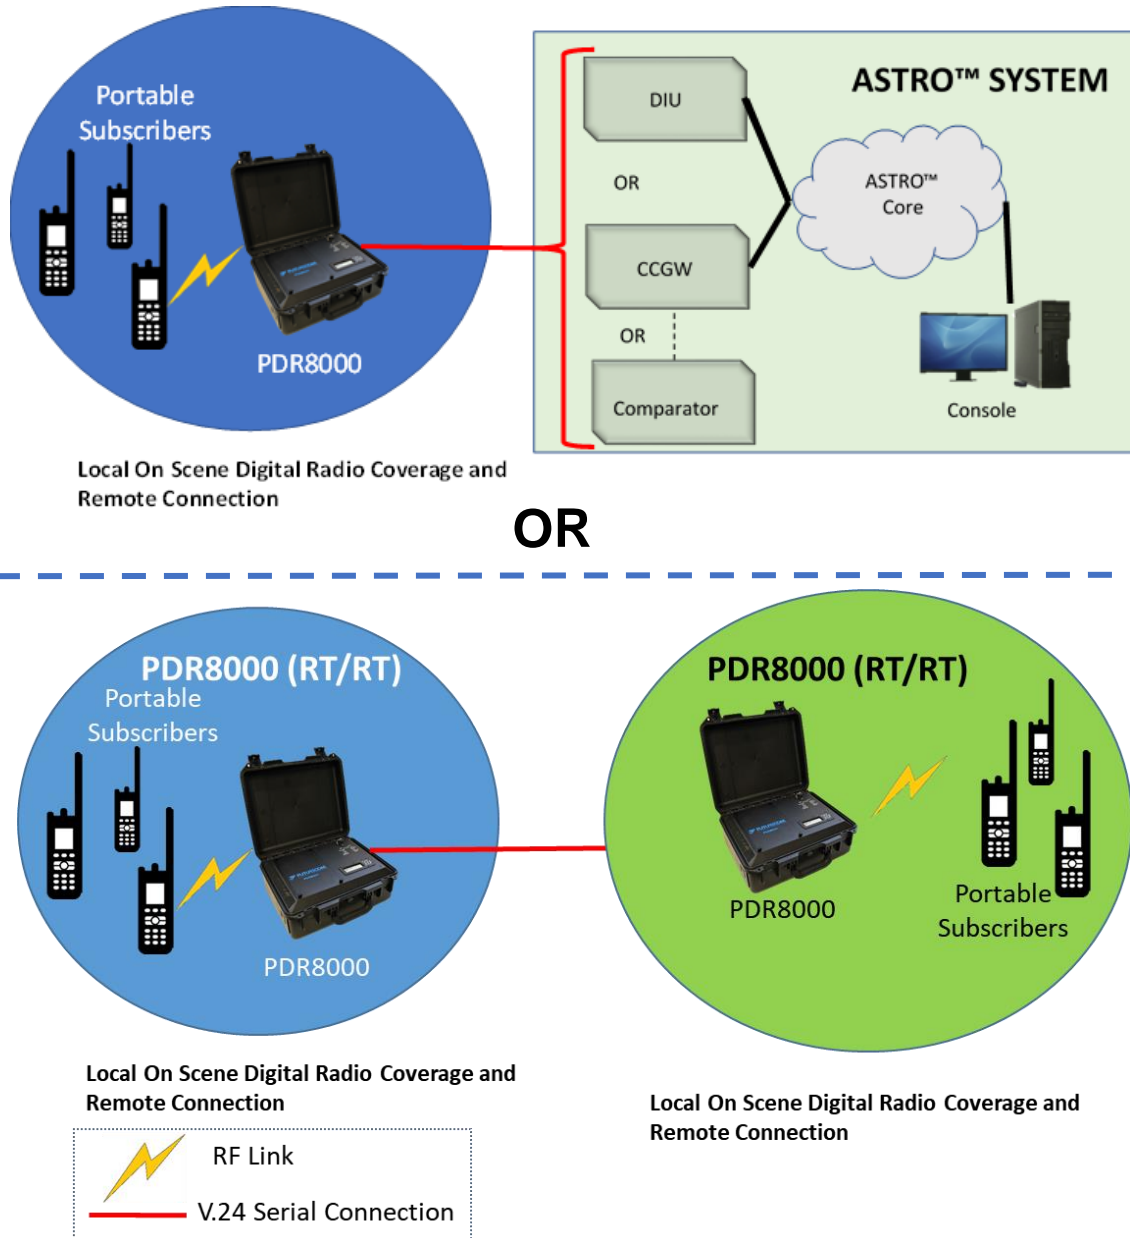 Portable
Subscribers
PDR8000
Local On Scene Digital Radio Coverage and
Remote Connection
ASTRO™ SYSTEM
DIU
OR
CCGW
OR
Comparator
ASTRO™
Core
Console
OR
PDR8000 (RT/RT)
Portable
Subscribers
PDR8000
Local On Scene Digital Radio Coverage and
Remote Connection
PDR8000 (RT/RT)
PDR8000
Portable
Subscribers
Local On Scene Digital Radio Coverage and
Remote Connection
RF Link
V.24 Serial Connection